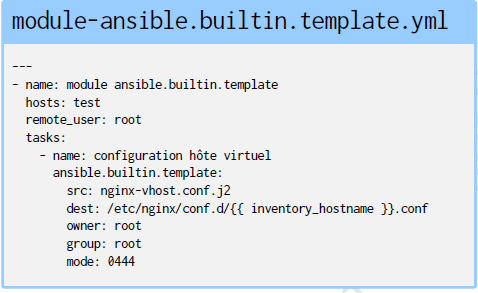 module-ansible.builtin.template.yml
---
- name: module ansible.builtin.template
  hosts: test
  remote_user: root
  tasks:
    - name: configuration hôte virtuel
      ansible.builtin.template:
        src: nginx-vhost.conf.j2
        dest: /etc/nginx/conf.d/{{ inventory_hostname }}.conf
        owner: root
        group: root
        mode: 0444